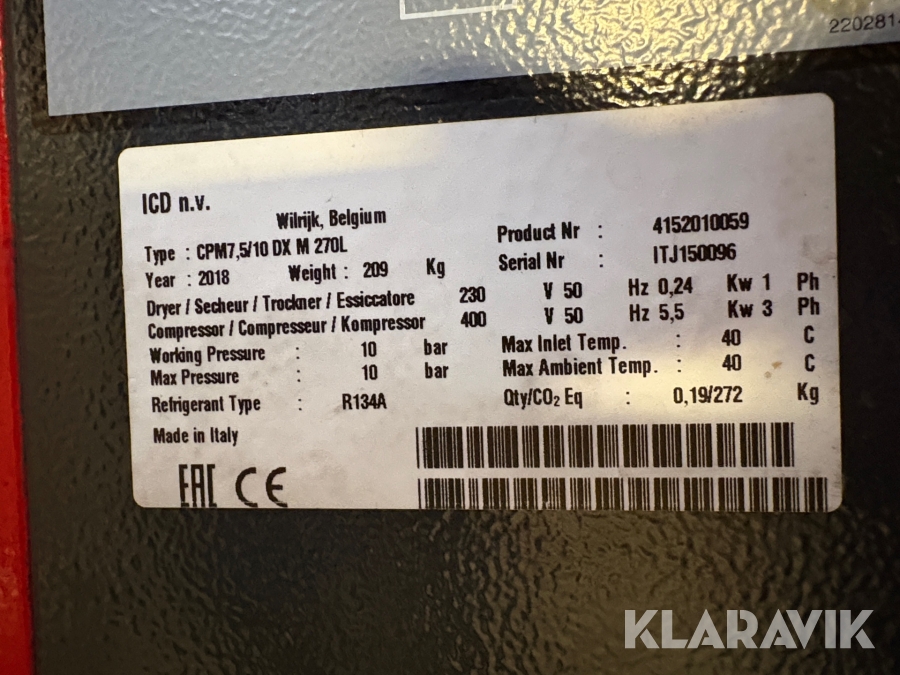 220281
ICD n.v.
Wilrijk, Belgium
Type : CPM7,5/10 DX M 270L
Product Nr : 4152010059
Year : 2018 Weight : 209 Kg
Serial Nr : ITJ150096
Dryer / Secheur / Trockner / Essiccatore 230 V 50 Hz 0,24 Kw 1 Ph
Compressor / Compresseur / Kompressor 400 V 50 Hz 5,5 Kw 3 Ph
Working Pressure : 10 bar Max Inlet Temp. : 40 C
Max Pressure : 10 bar Max Ambient Temp. : 40 C
Refrigerant Type : R134A Qty/CO₂ Eq : 0,19/272 Kg
Made in Italy
EAC CE
KLARAVIK